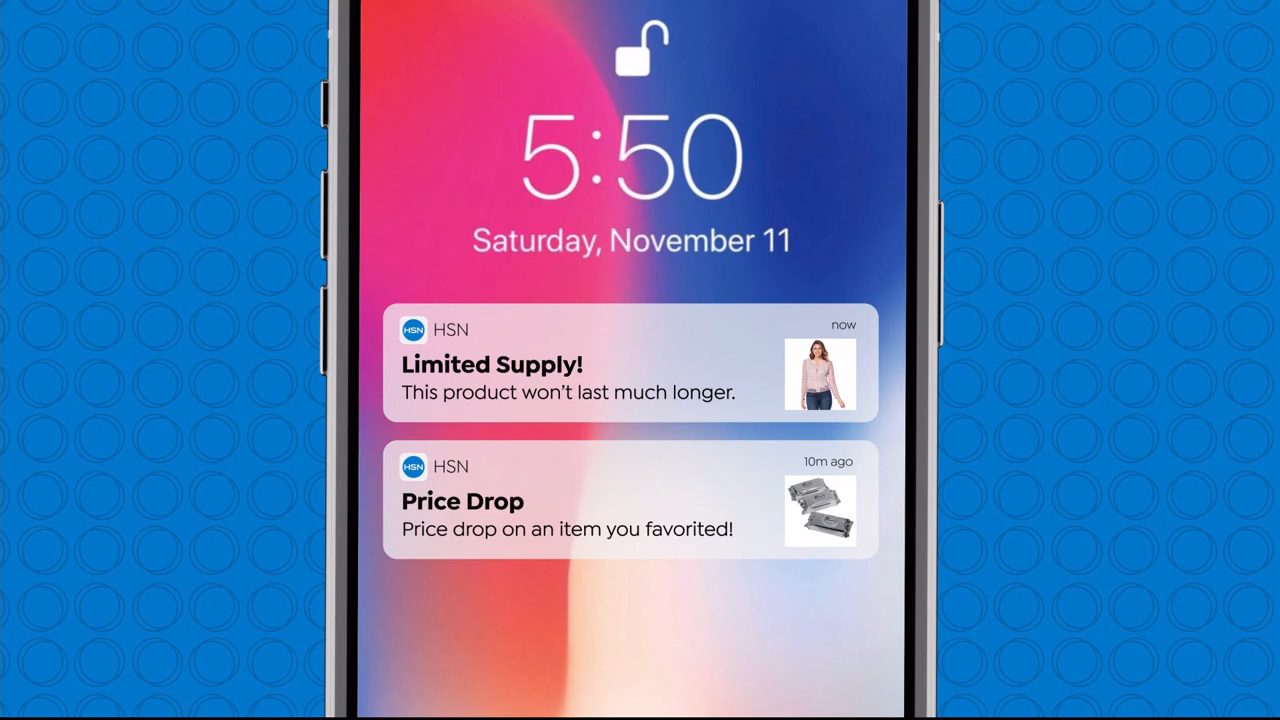 5:50
Saturday, November 11
HSN HSN now
Limited Supply!
This product won't last much longer.
HSN HSN 10m ago
Price Drop
Price drop on an item you favorited!